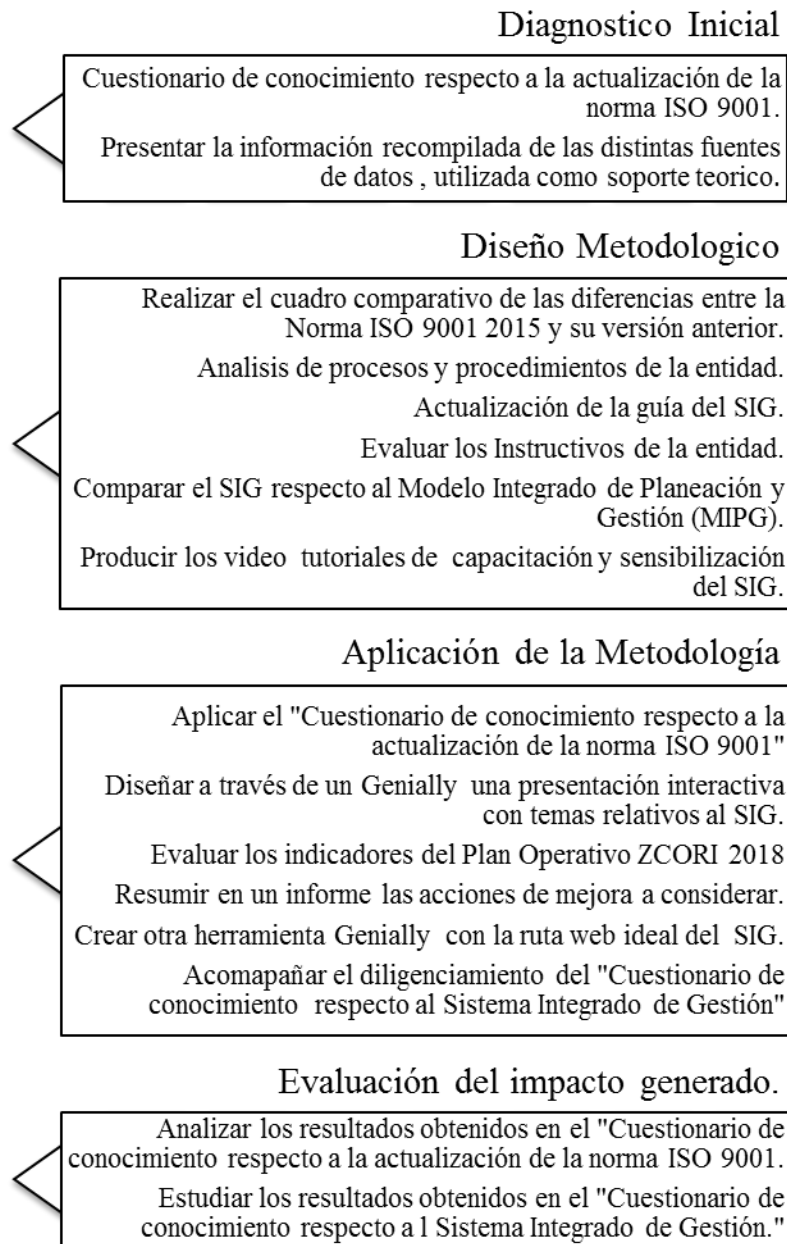 Diagnostico Inicial
Cuestionario de conocimiento respecto a la actualización de la
norma ISO 9001.
Presentar la información recompilada de las distintas fuentes
de datos , utilizada como soporte teorico.
Diseño Metodologico
Realizar el cuadro comparativo de las diferencias entre la
Norma ISO 9001 2015 y su versión anterior.
Analisis de procesos y procedimientos de la entidad.
Actualización de la guía del SIG.
Evaluar los Instructivos de la entidad.
Comparar el SIG respecto al Modelo Integrado de Planeación y
Gestión (MIPG).
Producir los video tutoriales de capacitación y sensibilización
del SIG.
Aplicación de la Metodología
Aplicar el "Cuestionario de conocimiento respecto a la
actualización de la norma ISO 9001"
Diseñar a través de un Genially una presentación interactiva
con temas relativos al SIG.
Evaluar los indicadores del Plan Operativo ZCORI 2018
Resumir en un informe las acciones de mejora a considerar.
Crear otra herramienta Genially con la ruta web ideal del SIG.
Acomapañar el diligenciamiento del "Cuestionario de
conocimiento respecto al Sistema Integrado de Gestión"
Evaluación del impacto generado.
Analizar los resultados obtenidos en el "Cuestionario de
conocimiento respecto a la actualización de la norma ISO 9001.
Estudiar los resultados obtenidos en el "Cuestionario de
conocimiento respecto a l Sistema Integrado de Gestión."